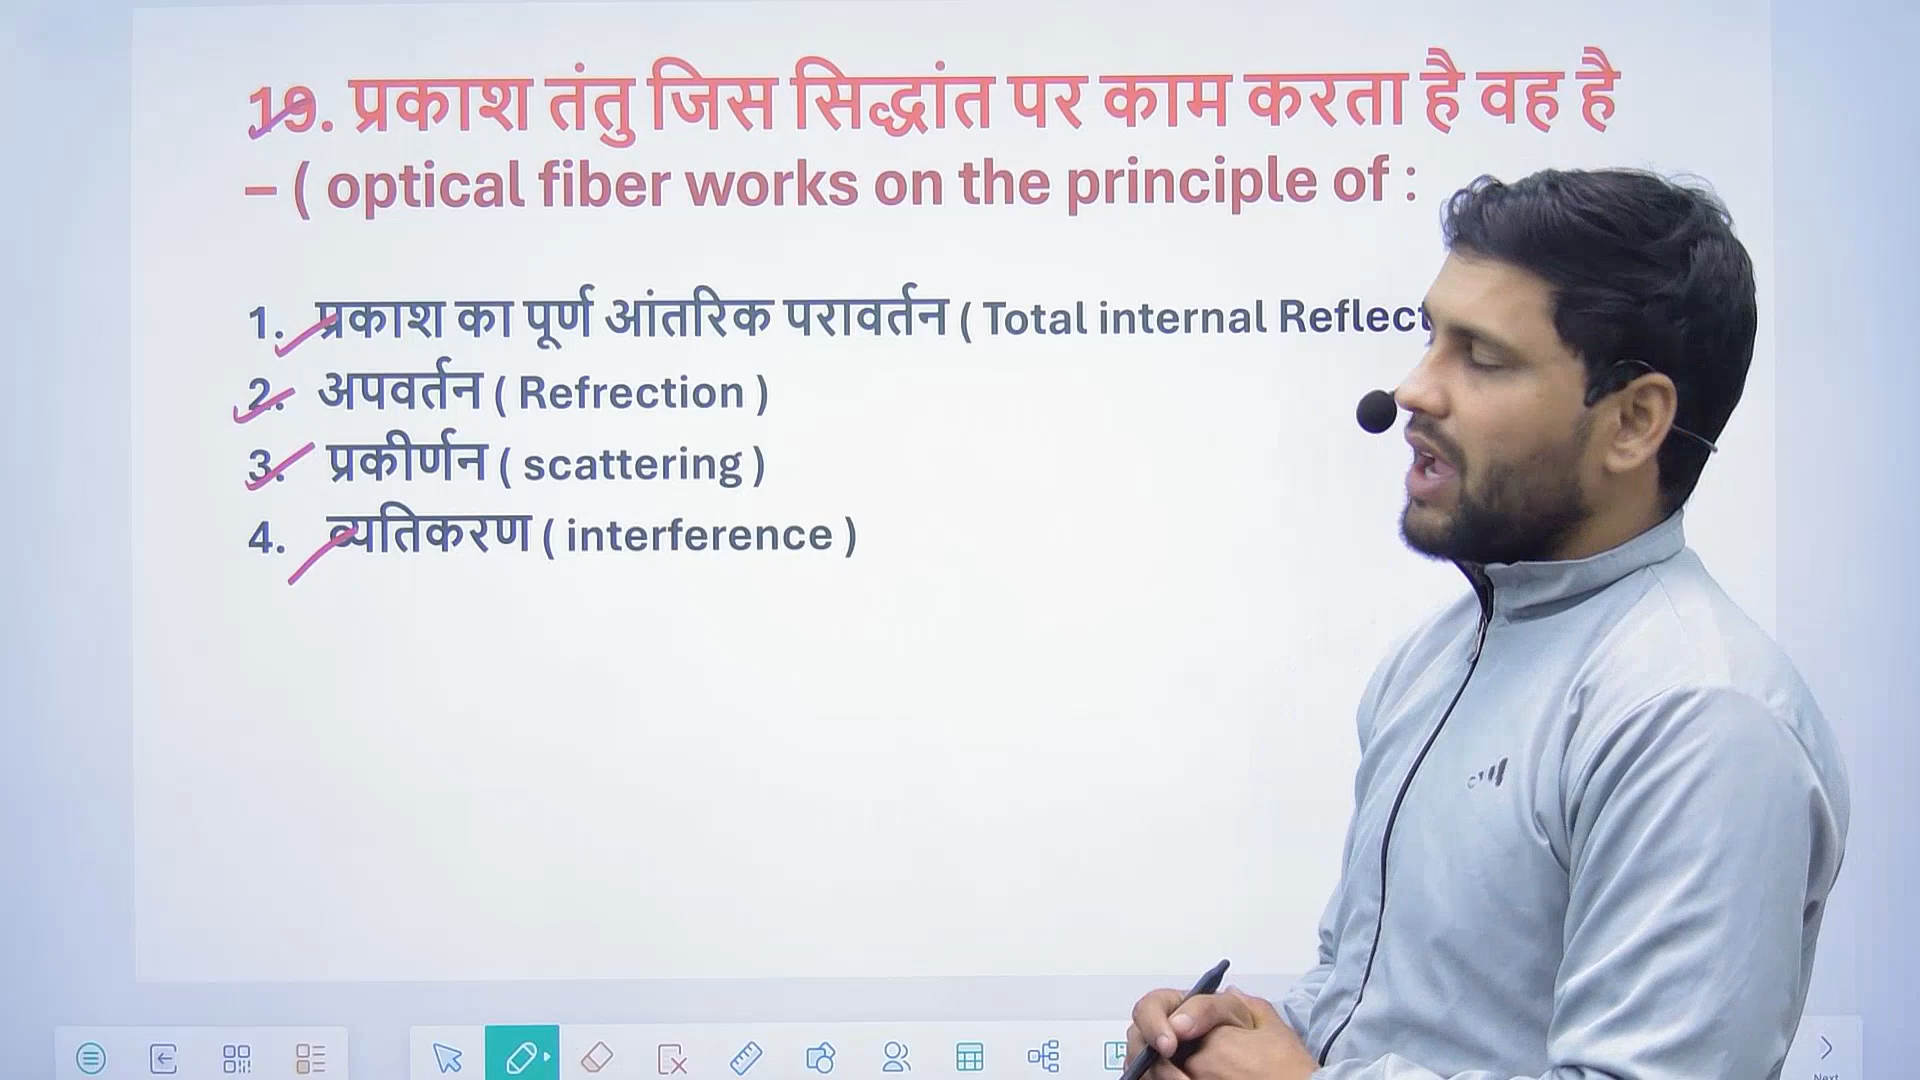 19. प्रकाश तंतु जिस सिद्धांत पर काम करता है वह है
– ( optical fiber works on the principle of :
1. प्रकाश का पूर्ण आंतरिक परावर्तन ( Total internal
2. अपवर्तन ( Refrection )
3. प्रकीर्णन ( scattering )
4. व्यतिकरण ( interference )
Next